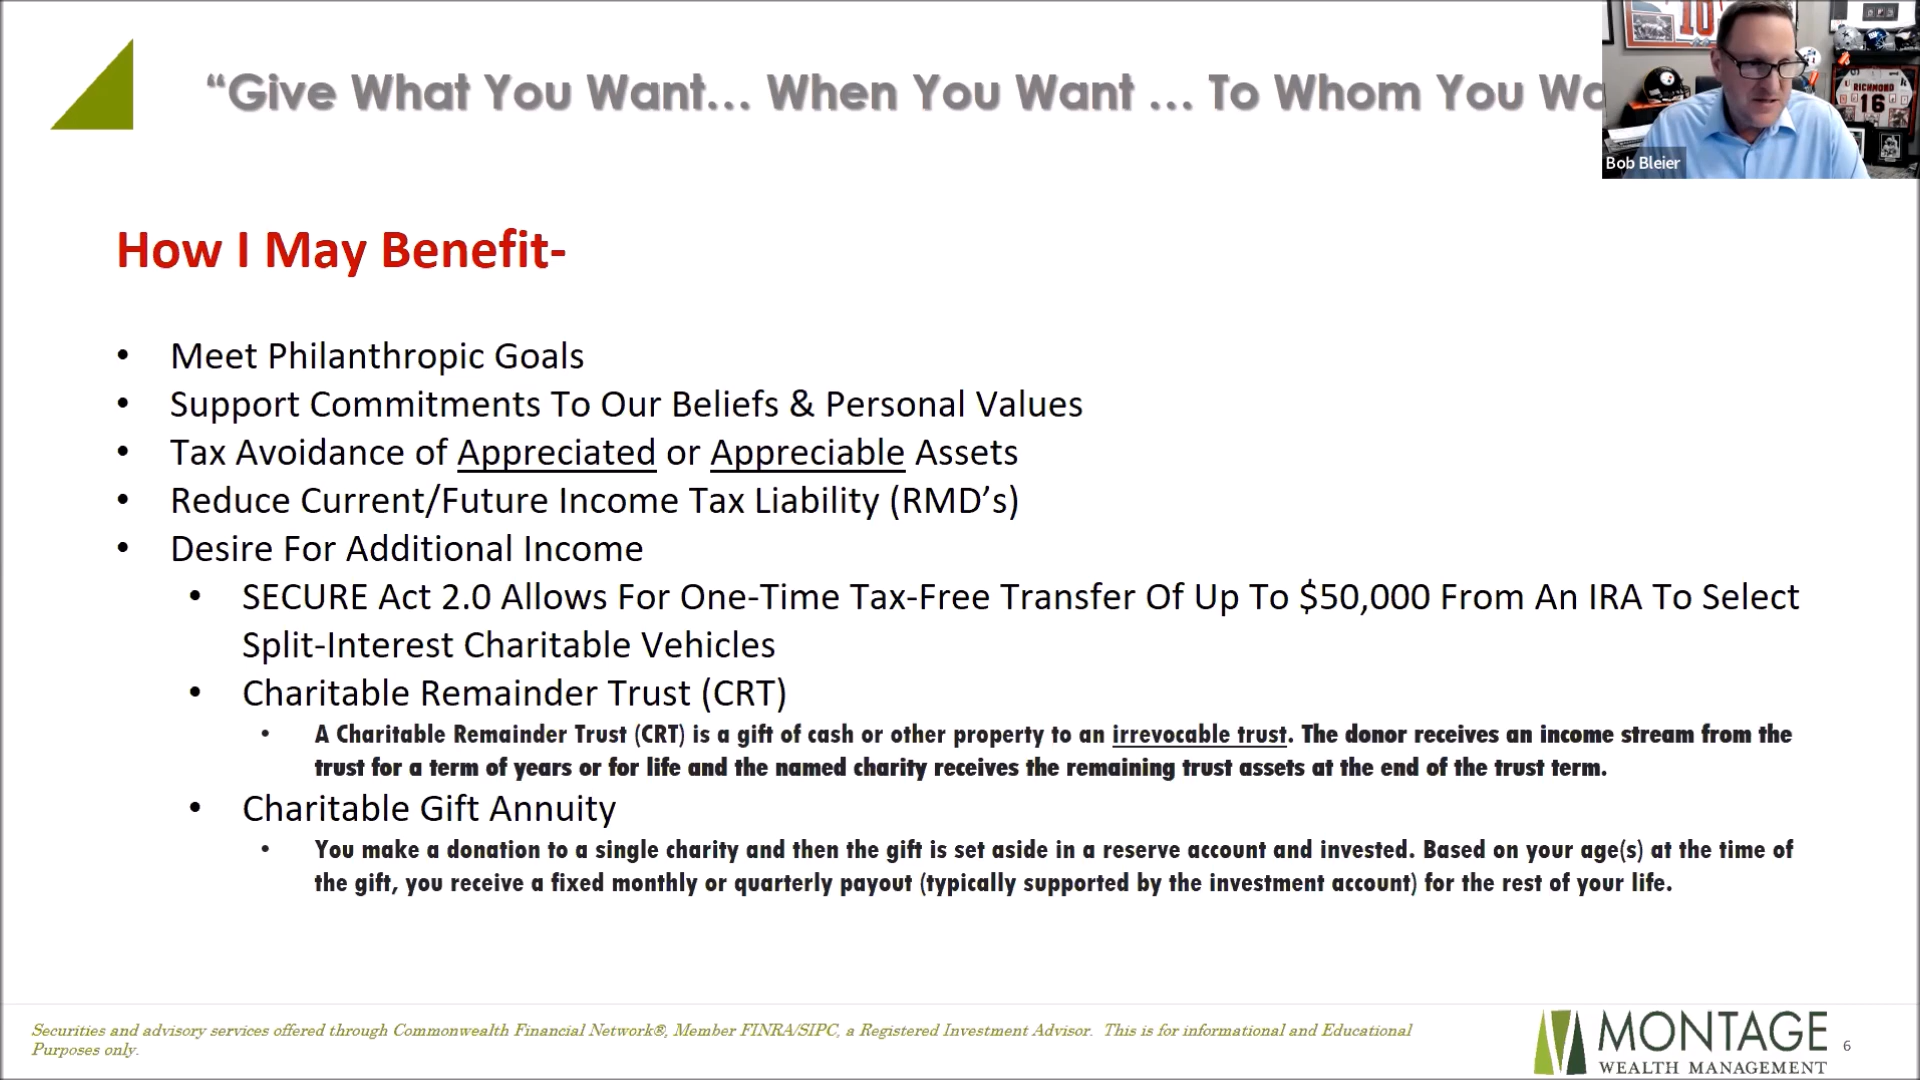 “Give What You Want… When You Want … To Whom You Wa
RICHMOND
16
Bob Bleier
How I May Benefit-
• Meet Philanthropic Goals
• Support Commitments To Our Beliefs & Personal Values
• Tax Avoidance of Appreciated or Appreciable Assets
• Reduce Current/Future Income Tax Liability (RMD’s)
• Desire For Additional Income
• SECURE Act 2.0 Allows For One-Time Tax-Free Transfer Of Up To $50,000 From An IRA To Select
Split-Interest Charitable Vehicles
• Charitable Remainder Trust (CRT)
• A Charitable Remainder Trust (CRT) is a gift of cash or other property to an irrevocable trust. The donor receives an income stream from the
trust for a term of years or for life and the named charity receives the remaining trust assets at the end of the trust term.
• Charitable Gift Annuity
• You make a donation to a single charity and then the gift is set aside in a reserve account and invested. Based on your age(s) at the time of
the gift, you receive a fixed monthly or quarterly payout (typically supported by the investment account) for the rest of your life.
Securities and advisory services offered through Commonwealth Financial Network®, Member FINRA/SIPC, a Registered Investment Advisor. This is for informational and Educational
Purposes only.
MONTAGE
WEALTH MANAGEMENT
6